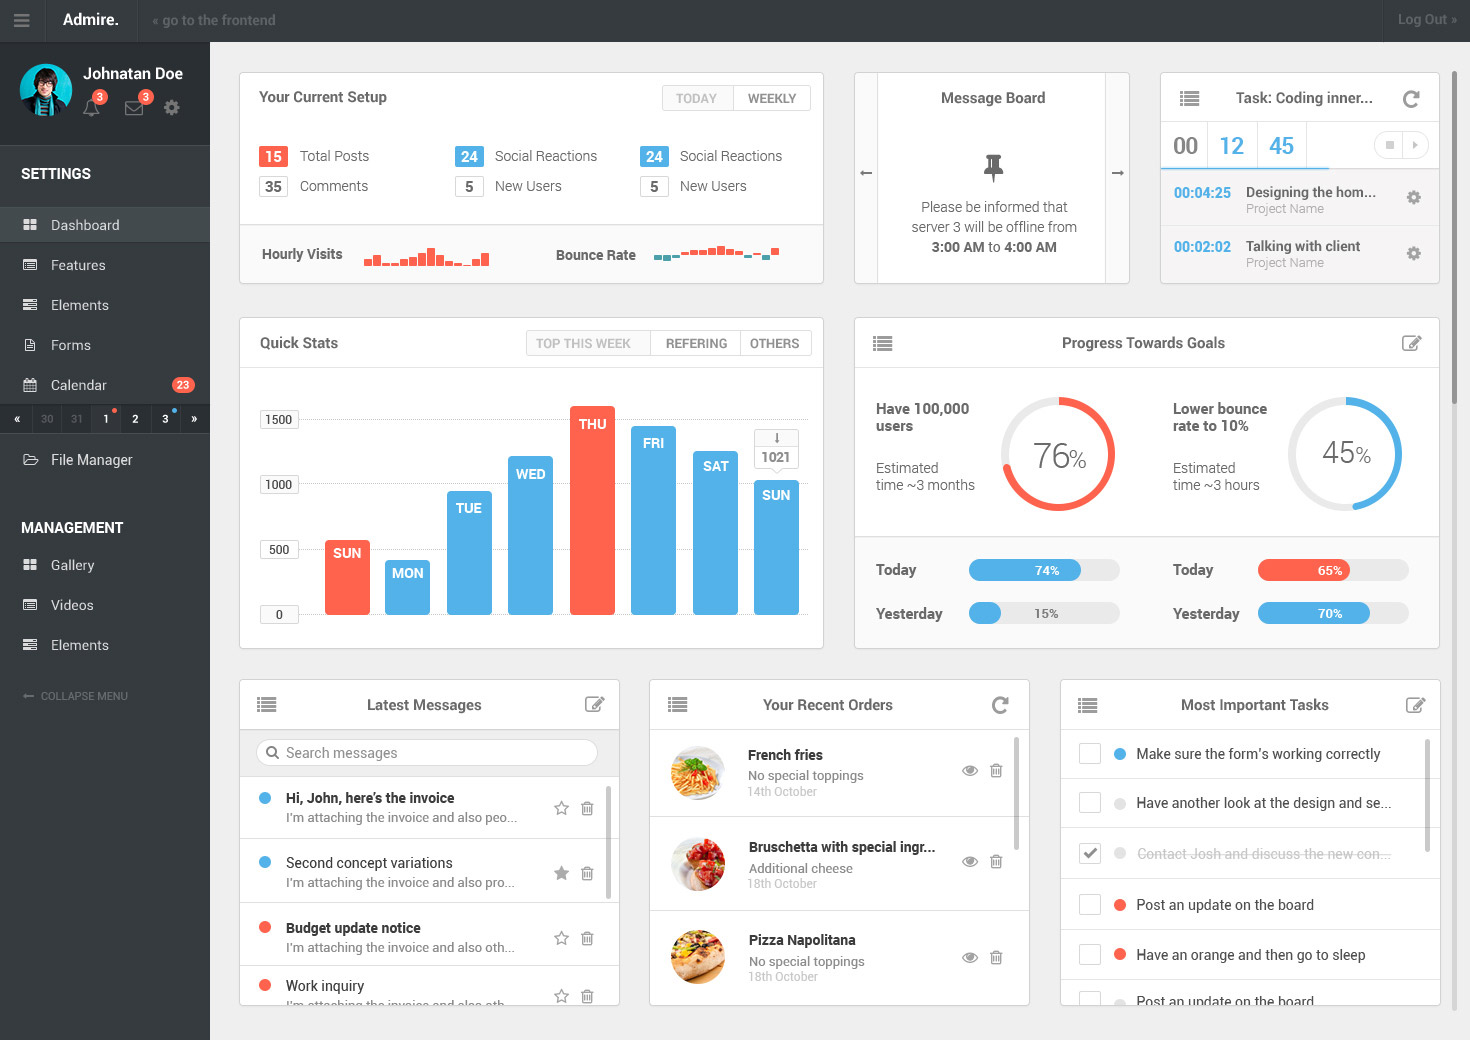 Admire.
« go to the frontend
Log Out »
Johnatan Doe
3
3
SETTINGS
Dashboard
Features
Elements
Forms
Calendar
23
«
30
31
1
2
3
»
File Manager
MANAGEMENT
Gallery
Videos
Elements
COLLAPSE MENU
Your Current Setup
TODAY
WEEKLY
15 Total Posts
24 Social Reactions
24 Social Reactions
35 Comments
5 New Users
5 New Users
Hourly Visits
Bounce Rate
Message Board
Please be informed that
server 3 will be offline from
3:00 AM to 4:00 AM
Task: Coding inner...
00
12
45
00:04:25
Designing the hom...
Project Name
00:02:02
Talking with client
Project Name
Quick Stats
TOP THIS WEEK
REFERING
OTHERS
1500
1000
500
0
SUN
MON
TUE
WED
THU
FRI
SAT
1021
SUN
Progress Towards Goals
Have 100,000
users
Estimated
time ~3 months
76%
Lower bounce
rate to 10%
Estimated
time ~3 hours
45%
Today
74%
Yesterday
15%
Today
65%
Yesterday
70%
Latest Messages
Search messages
Hi, John, here's the invoice
I'm attaching the invoice and also peo...
Second concept variations
I'm attaching the invoice and also pro...
Budget update notice
I'm attaching the invoice and also oth...
Work inquiry
I'm attaching the invoice and also oth...
Your Recent Orders
French fries
No special toppings
14th October
Bruschetta with special ingr...
Additional cheese
18th October
Pizza Napolitana
No special toppings
18th October
Most Important Tasks
Make sure the form's working correctly
Have another look at the design and se...
Contact Josh and discuss the new con...
Post an update on the board
Have an orange and then go to sleep
Post an update on the board